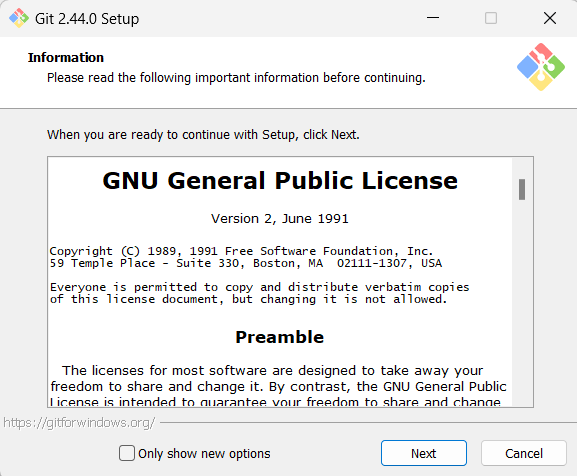 Git 2.44.0 Setup
Information
Please read the following important information before continuing.
When you are ready to continue with Setup, click Next.
GNU General Public License
Version 2, June 1991
Copyright (C) 1989, 1991 Free Software Foundation, Inc.
59 Temple Place - Suite 330, Boston, MA  02111-1307, USA
Everyone is permitted to copy and distribute verbatim copies
of this license document, but changing it is not allowed.
Preamble
The licenses for most software are designed to take away your
freedom to share and change it. By contrast, the GNU General Public
License is intended to guarantee your freedom to share and change
https://gitforwindows.org/
Only show new options
Next
Cancel